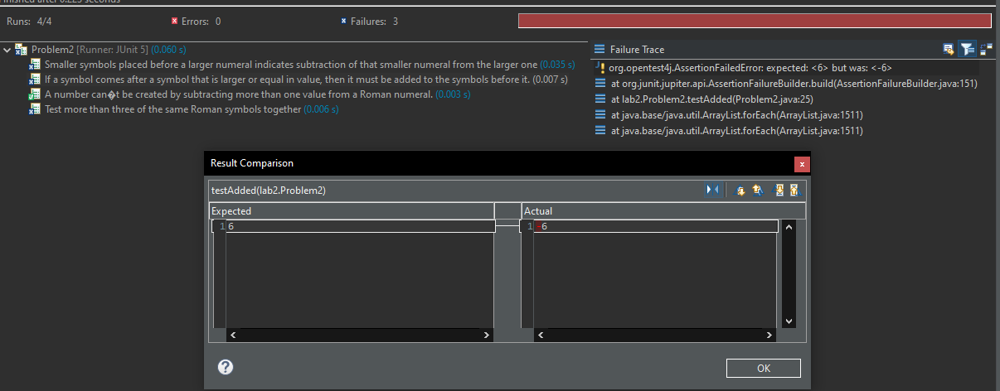 Finished after 0.225 seconds
Runs: 4/4 Errors: 0 Failures: 3
Problem2 [Runner: JUnit 5] (0.060 s)
Smaller symbols placed before a larger numeral indicates subtraction of that smaller numeral from the larger one (0.035 s)
If a symbol comes after a symbol that is larger or equal in value, then it must be added to the symbols before it. (0.007 s)
A number can�t be created by subtracting more than one value from a Roman numeral. (0.003 s)
Test more than three of the same Roman symbols together (0.006 s)
Failure Trace
org.opentest4j.AssertionFailedError: expected: <6> but was: <-6>
at org.junit.jupiter.api.AssertionFailureBuilder.build(AssertionFailureBuilder.java:151)
at lab2.Problem2.testAdded(Problem2.java:25)
at java.base/java.util.ArrayList.forEach(ArrayList.java:1511)
at java.base/java.util.ArrayList.forEach(ArrayList.java:1511)
Result Comparison
x
testAdded(lab2.Problem2)
Expected Actual
1 6 1 -6
? OK